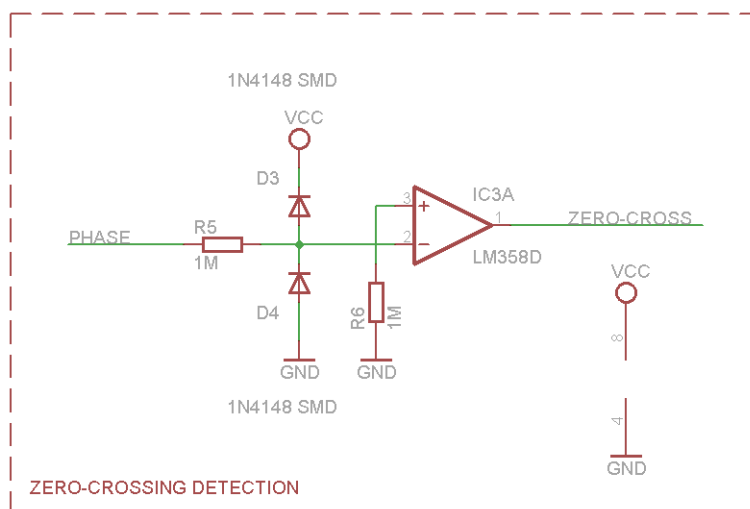 1N4148 SMD
VCC
D3
3
IC3A
PHASE
R5
1
ZERO-CROSS
2
1M
LM358D
VCC
D4
R6
1M
8
GND
GND
1N4148 SMD
4
GND
ZERO-CROSSING DETECTION